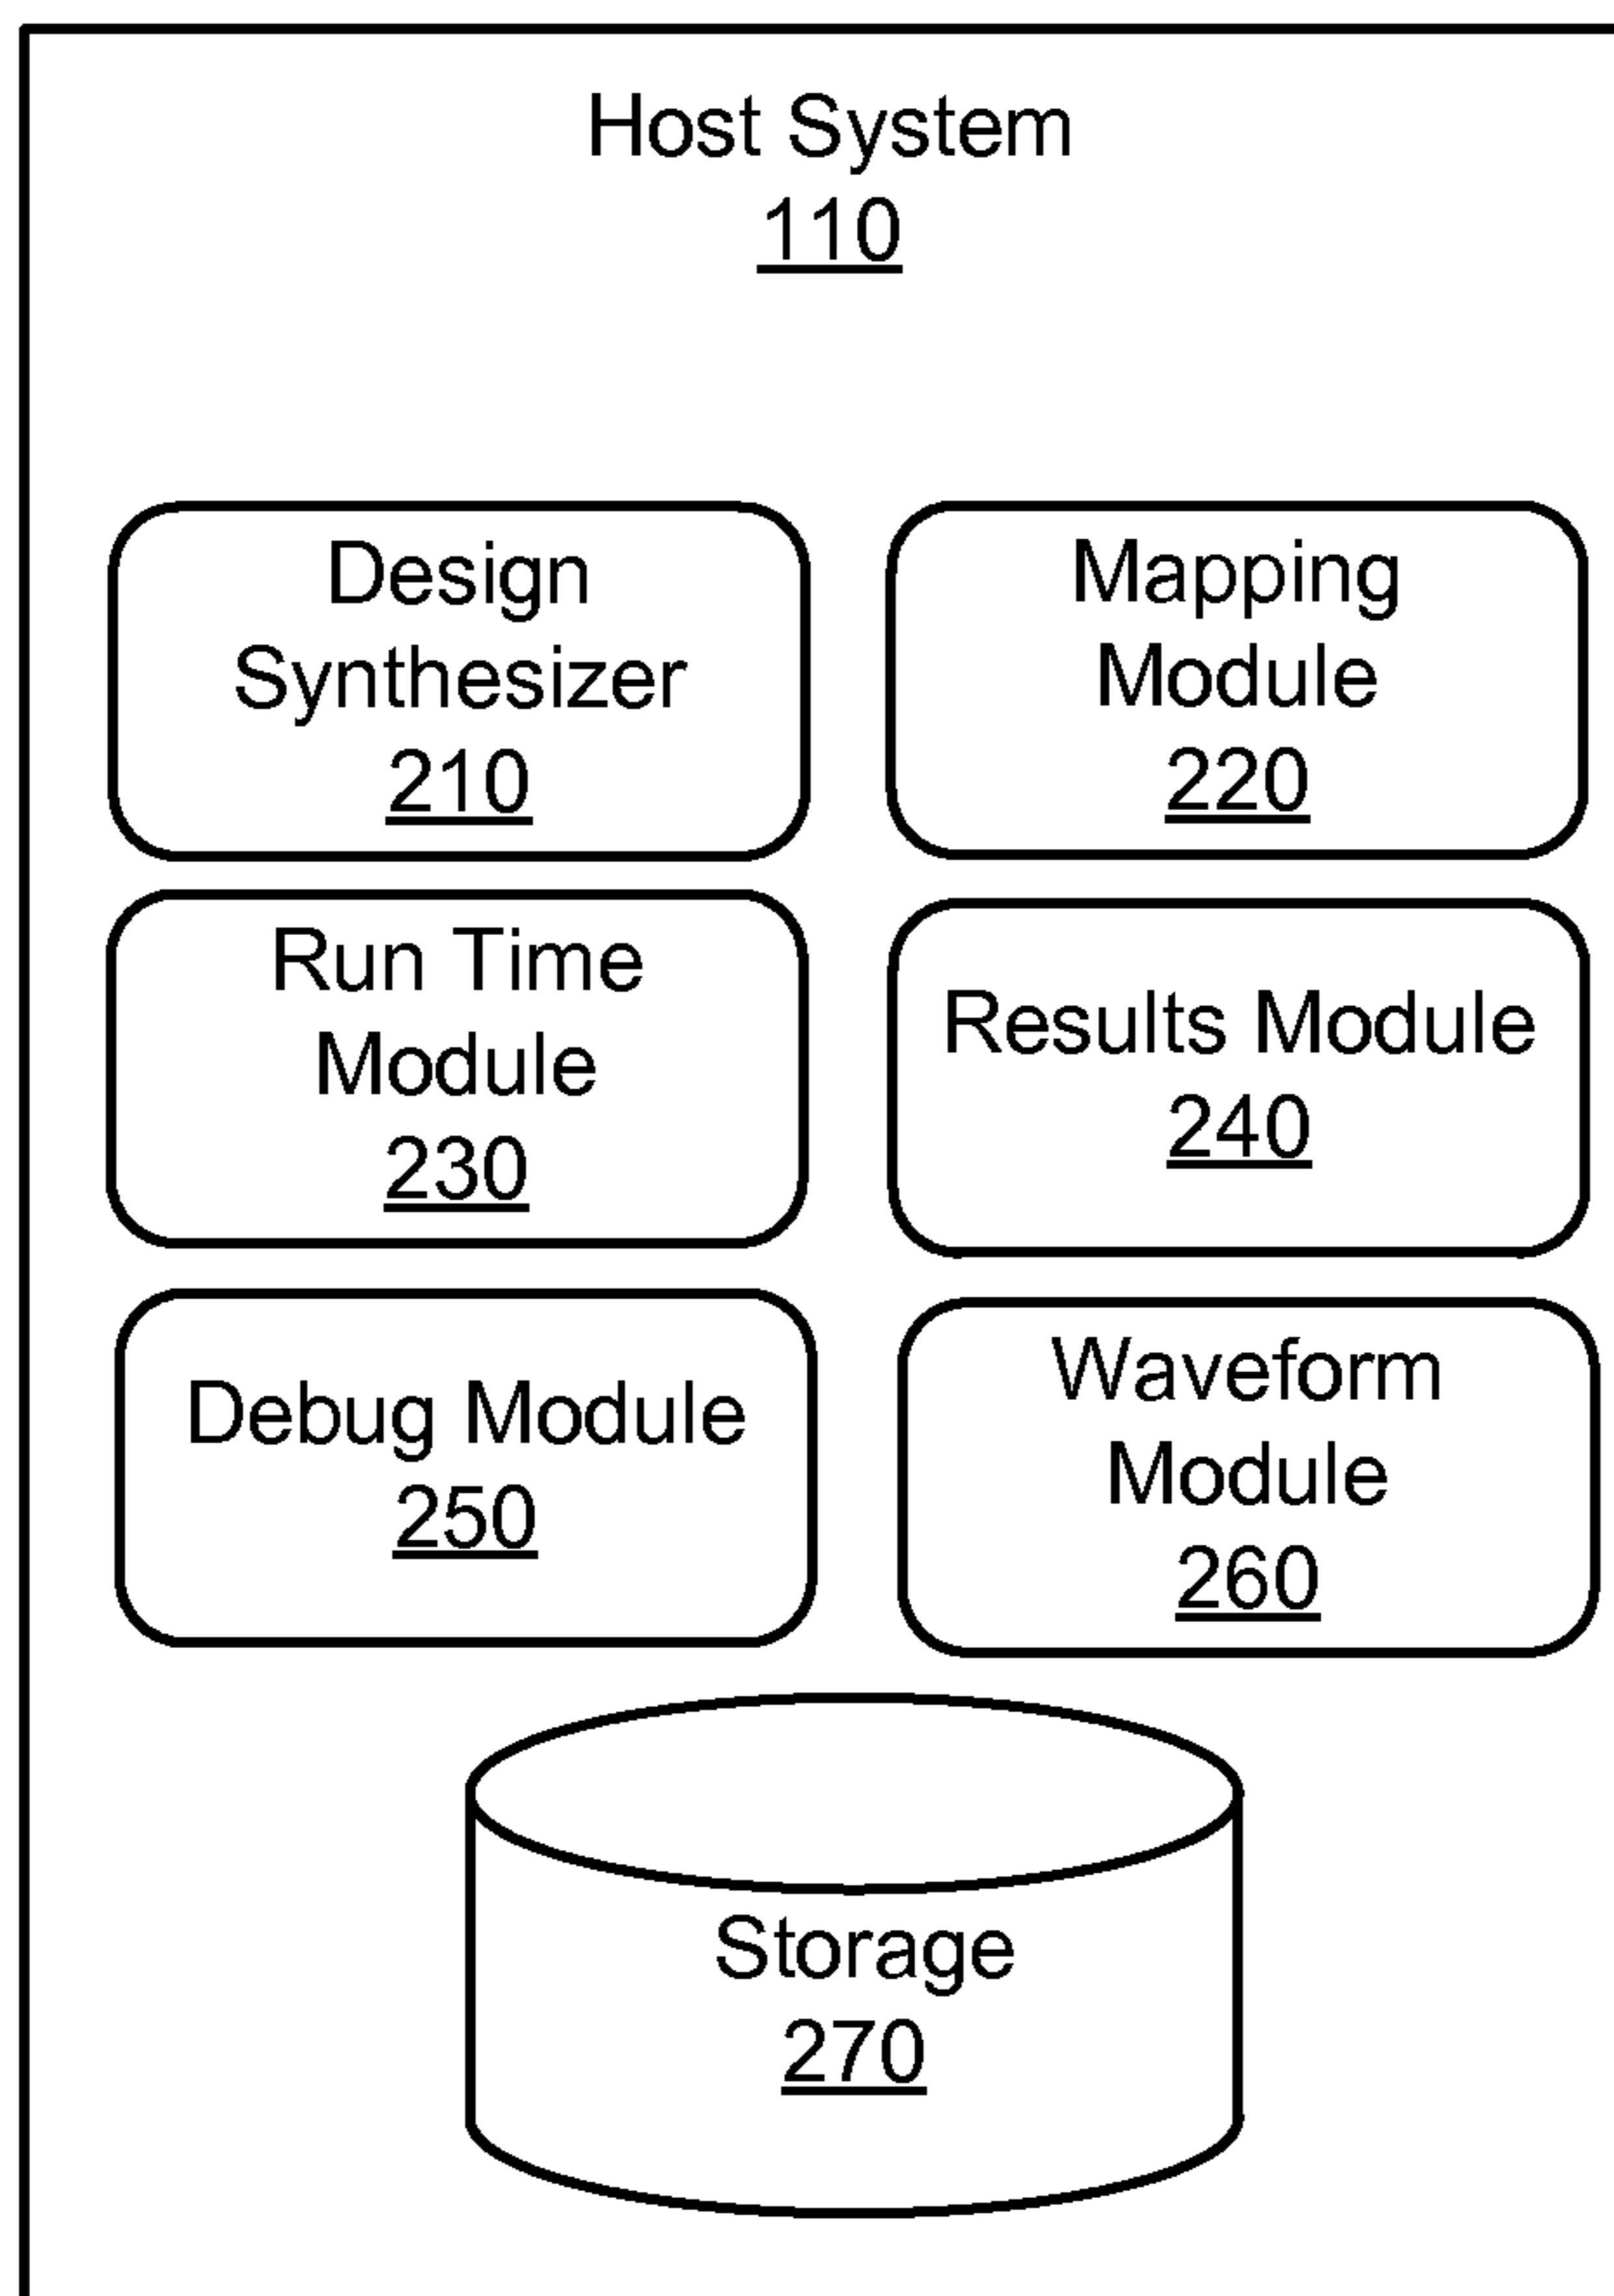 Host System
110
Design
Synthesizer
210
Mapping
Module
220
Run Time
Module
230
Results Module
240
Debug Module
250
Waveform
Module
260
Storage
270